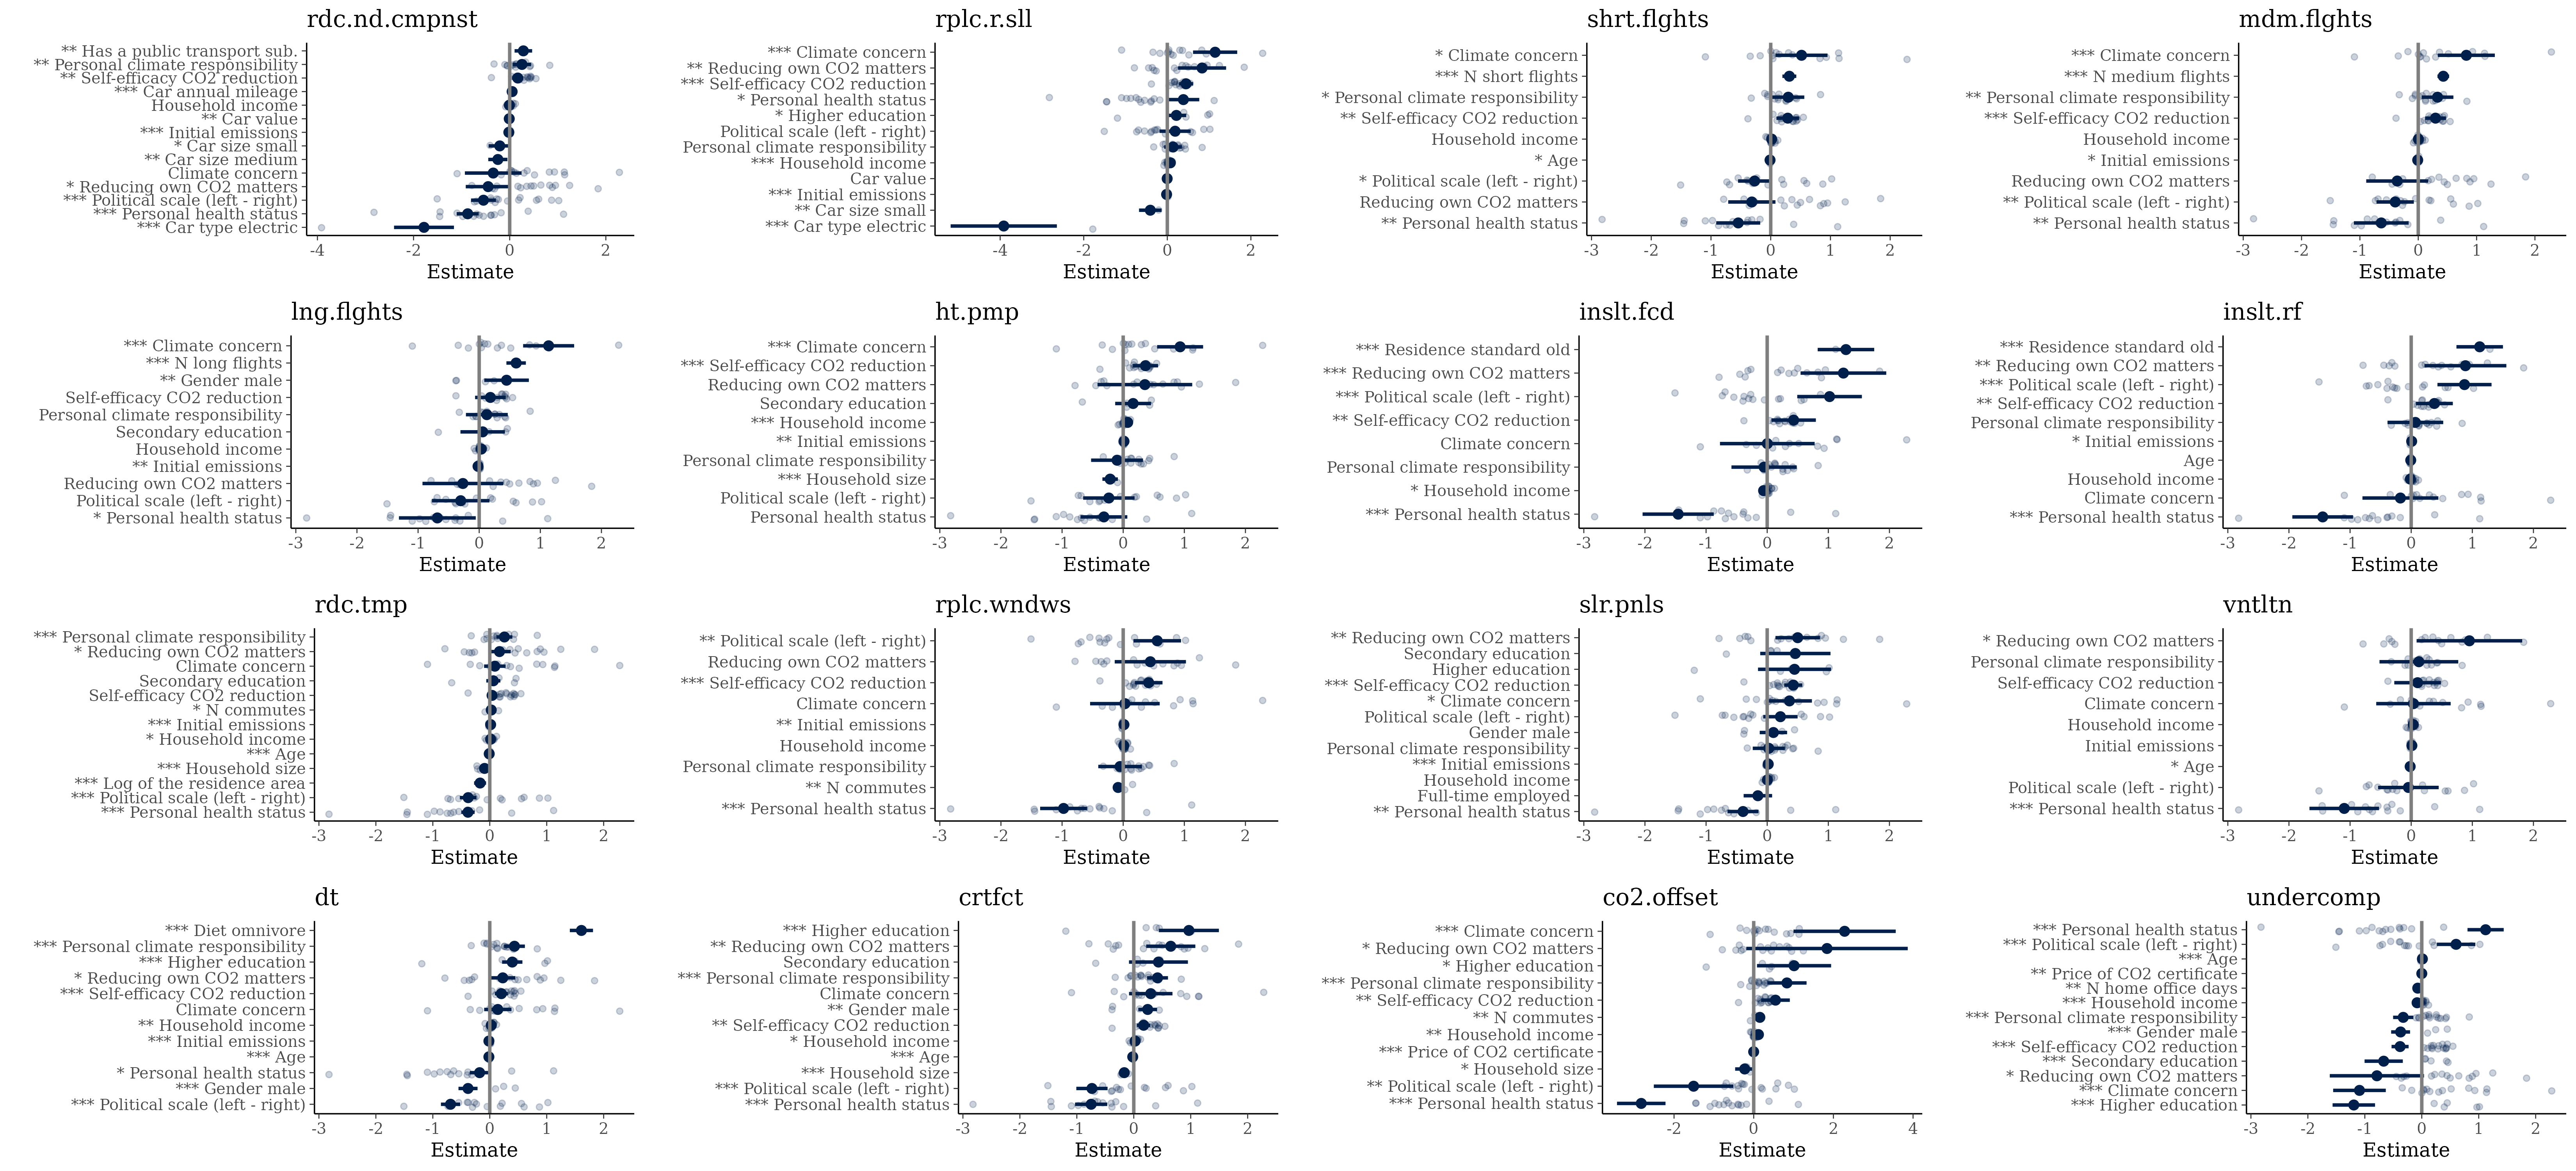 rdc.nd.cmpnst
** Has a public transport sub.
** Personal climate responsibility
** Self-efficacy CO2 reduction
*** Car annual mileage
Household income
** Car value
*** Initial emissions
* Car size small
** Car size medium
Climate concern
* Reducing own CO2 matters
*** Political scale (left - right)
*** Personal health status
*** Car type electric
-4 -2 0 2
Estimate
rplc.r.sll
*** Climate concern
** Reducing own CO2 matters
*** Self-efficacy CO2 reduction
* Personal health status
* Higher education
Political scale (left - right)
Personal climate responsibility
*** Household income
Car value
*** Initial emissions
** Car size small
*** Car type electric
-4 -2 0 2
Estimate
shrt.flghts
* Climate concern
*** N short flights
* Personal climate responsibility
** Self-efficacy CO2 reduction
Household income
* Age
* Political scale (left - right)
Reducing own CO2 matters
** Personal health status
-3 -2 -1 0 1 2
Estimate
mdm.flghts
*** Climate concern
*** N medium flights
** Personal climate responsibility
*** Self-efficacy CO2 reduction
Household income
* Initial emissions
Reducing own CO2 matters
** Political scale (left - right)
** Personal health status
-3 -2 -1 0 1 2
Estimate
lng.flghts
*** Climate concern
*** N long flights
** Gender male
Self-efficacy CO2 reduction
Personal climate responsibility
Secondary education
Household income
** Initial emissions
Reducing own CO2 matters
Political scale (left - right)
* Personal health status
-3 -2 -1 0 1 2
Estimate
ht.pmp
*** Climate concern
*** Self-efficacy CO2 reduction
Reducing own CO2 matters
Secondary education
*** Household income
** Initial emissions
Personal climate responsibility
*** Household size
Political scale (left - right)
Personal health status
-3 -2 -1 0 1 2
Estimate
inslt.fcd
*** Residence standard old
*** Reducing own CO2 matters
*** Political scale (left - right)
** Self-efficacy CO2 reduction
Climate concern
Personal climate responsibility
* Household income
*** Personal health status
-3 -2 -1 0 1 2
Estimate
inslt.rf
*** Residence standard old
** Reducing own CO2 matters
*** Political scale (left - right)
** Self-efficacy CO2 reduction
Personal climate responsibility
* Initial emissions
Age
Household income
Climate concern
*** Personal health status
-3 -2 -1 0 1 2
Estimate
rdc.tmp
*** Personal climate responsibility
* Reducing own CO2 matters
Climate concern
Secondary education
Self-efficacy CO2 reduction
* N commutes
*** Initial emissions
* Household income
*** Age
*** Household size
*** Log of the residence area
*** Political scale (left - right)
*** Personal health status
-3 -2 -1 0 1 2
Estimate
rplc.wndws
** Political scale (left - right)
Reducing own CO2 matters
*** Self-efficacy CO2 reduction
Climate concern
** Initial emissions
Household income
Personal climate responsibility
** N commutes
*** Personal health status
-3 -2 -1 0 1 2
Estimate
slr.pnls
** Reducing own CO2 matters
Secondary education
Higher education
*** Self-efficacy CO2 reduction
* Climate concern
Political scale (left - right)
Gender male
Personal climate responsibility
*** Initial emissions
Household income
Full-time employed
** Personal health status
-3 -2 -1 0 1 2
Estimate
vntltn
* Reducing own CO2 matters
Personal climate responsibility
Self-efficacy CO2 reduction
Climate concern
Household income
Initial emissions
* Age
Political scale (left - right)
*** Personal health status
-3 -2 -1 0 1 2
Estimate
dt
*** Diet omnivore
*** Personal climate responsibility
*** Higher education
* Reducing own CO2 matters
*** Self-efficacy CO2 reduction
Climate concern
** Household income
*** Initial emissions
*** Age
* Personal health status
*** Gender male
*** Political scale (left - right)
-3 -2 -1 0 1 2
Estimate
crtfct
*** Higher education
** Reducing own CO2 matters
Secondary education
*** Personal climate responsibility
Climate concern
** Gender male
** Self-efficacy CO2 reduction
* Household income
*** Age
*** Household size
*** Political scale (left - right)
*** Personal health status
-3 -2 -1 0 1 2
Estimate
co2.offset
*** Climate concern
* Reducing own CO2 matters
* Higher education
*** Personal climate responsibility
** Self-efficacy CO2 reduction
** N commutes
** Household income
*** Price of CO2 certificate
* Household size
** Political scale (left - right)
*** Personal health status
-2 0 2 4
Estimate
undercomp
*** Personal health status
*** Political scale (left - right)
*** Age
** Price of CO2 certificate
** N home office days
*** Household income
*** Personal climate responsibility
*** Gender male
*** Self-efficacy CO2 reduction
*** Secondary education
* Reducing own CO2 matters
*** Climate concern
*** Higher education
-3 -2 -1 0 1 2
Estimate